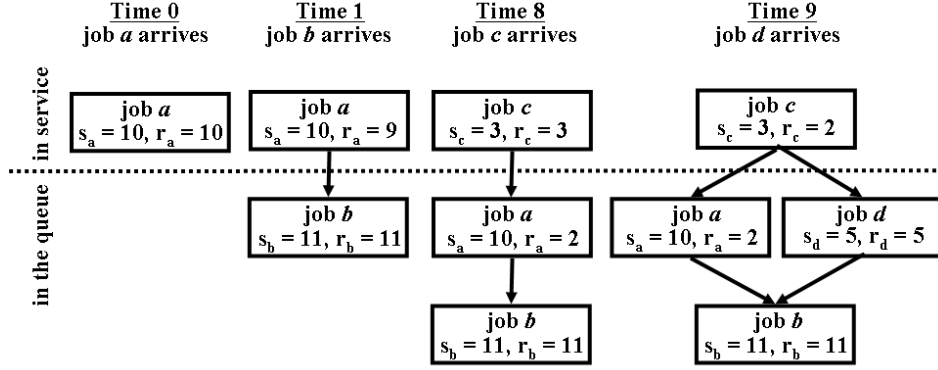 Time 0
job a arrives
Time 1
job b arrives
Time 8
job c arrives
Time 9
job d arrives
in service
job a
s_a = 10, r_a = 10
job a
s_a = 10, r_a = 9
job c
s_c = 3, r_c = 3
job c
s_c = 3, r_c = 2
in the queue
job b
s_b = 11, r_b = 11
job a
s_a = 10, r_a = 2
job a
s_a = 10, r_a = 2
job d
s_d = 5, r_d = 5
job b
s_b = 11, r_b = 11
job b
s_b = 11, r_b = 11